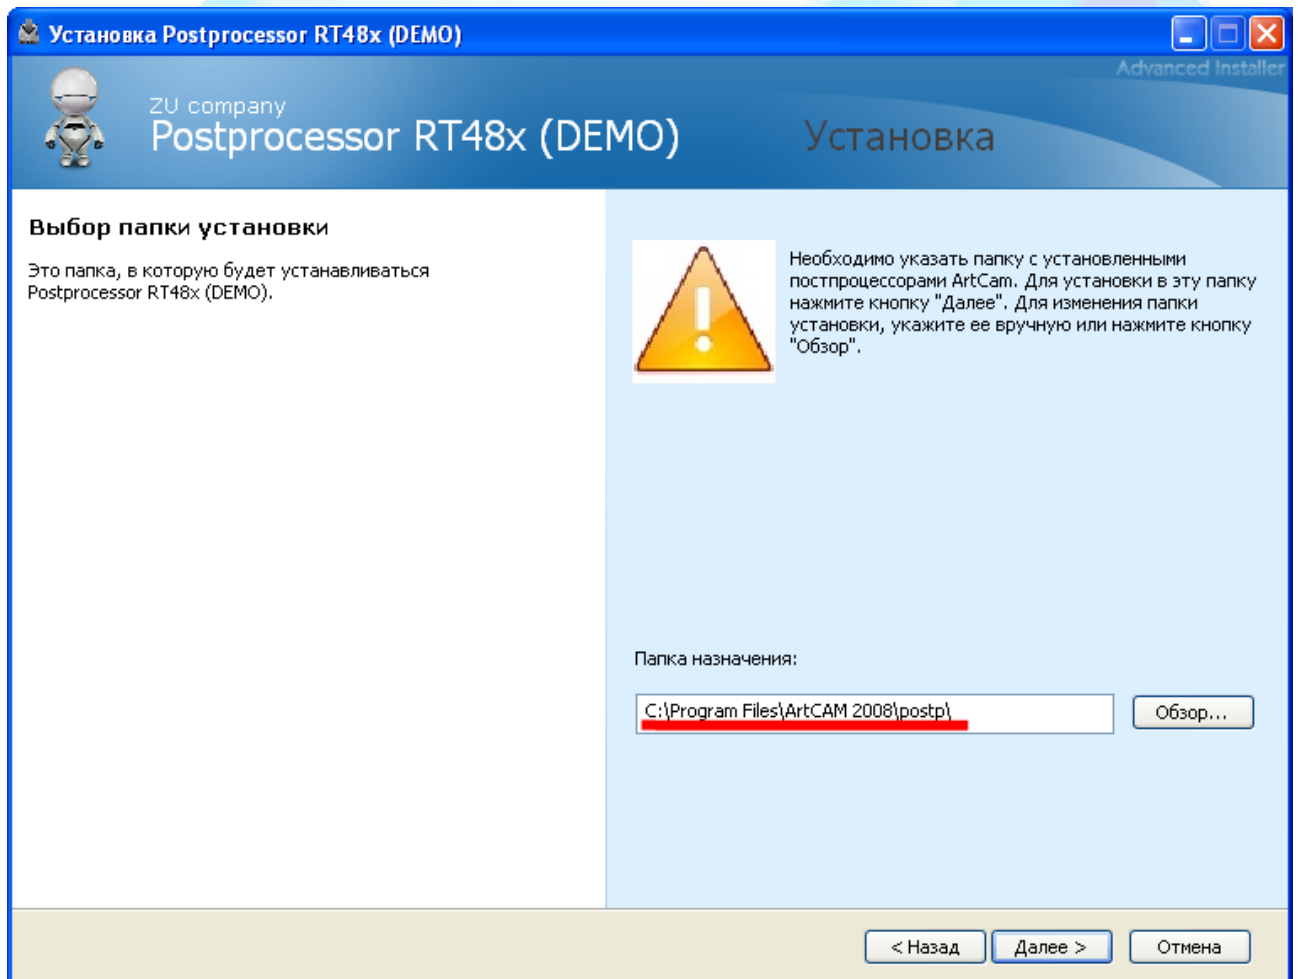 Установка Postprocessor RT48x (DEMO)
Advanced Installer
ZU company
Postprocessor RT48x (DEMO)
Установка
Выбор папки установки
Это папка, в которую будет устанавливаться
Postprocessor RT48x (DEMO).
Необходимо указать папку с установленными
постпроцессорами ArtCam. Для установки в эту папку
нажмите кнопку "Далее". Для изменения папки
установки, укажите ее вручную или нажмите кнопку
"Обзор".
Папка назначения:
C:\Program Files\ArtCAM 2008\postp\
Обзор...
< Назад
Далее >
Отмена